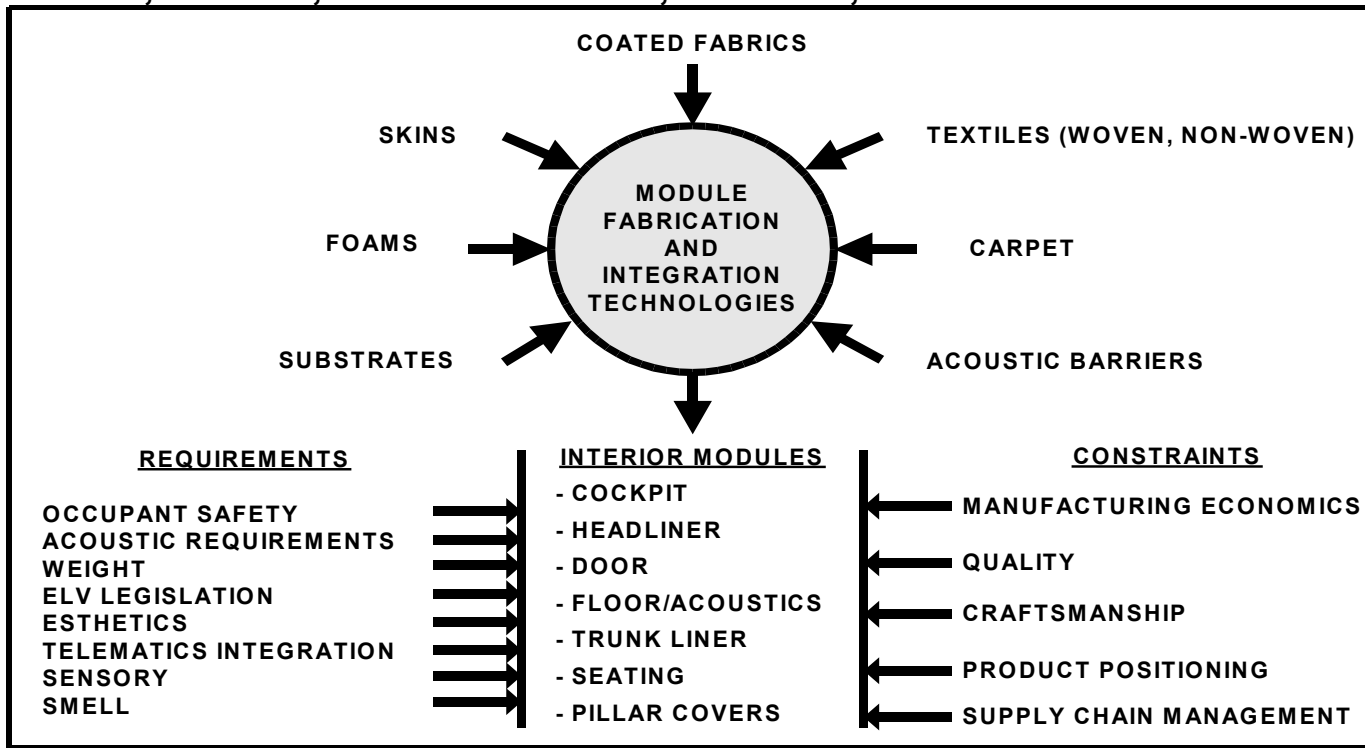 COATED FABRICS
SKINS
TEXTILES (WOVEN, NON-WOVEN)
MODULE
FABRICATION
AND
INTEGRATION
TECHNOLOGIES
FOAMS
CARPET
SUBSTRATES
ACOUSTIC BARRIERS
REQUIREMENTS
OCCUPANT SAFETY
ACOUSTIC REQUIREMENTS
WEIGHT
ELV LEGISLATION
ESTHETICS
TELEMATICS INTEGRATION
SENSORY
SMELL
INTERIOR MODULES
- COCKPIT
- HEADLINER
- DOOR
- FLOOR/ACOUSTICS
- TRUNK LINER
- SEATING
- PILLAR COVERS
CONSTRAINTS
MANUFACTURING ECONOMICS
QUALITY
CRAFTSMANSHIP
PRODUCT POSITIONING
SUPPLY CHAIN MANAGEMENT